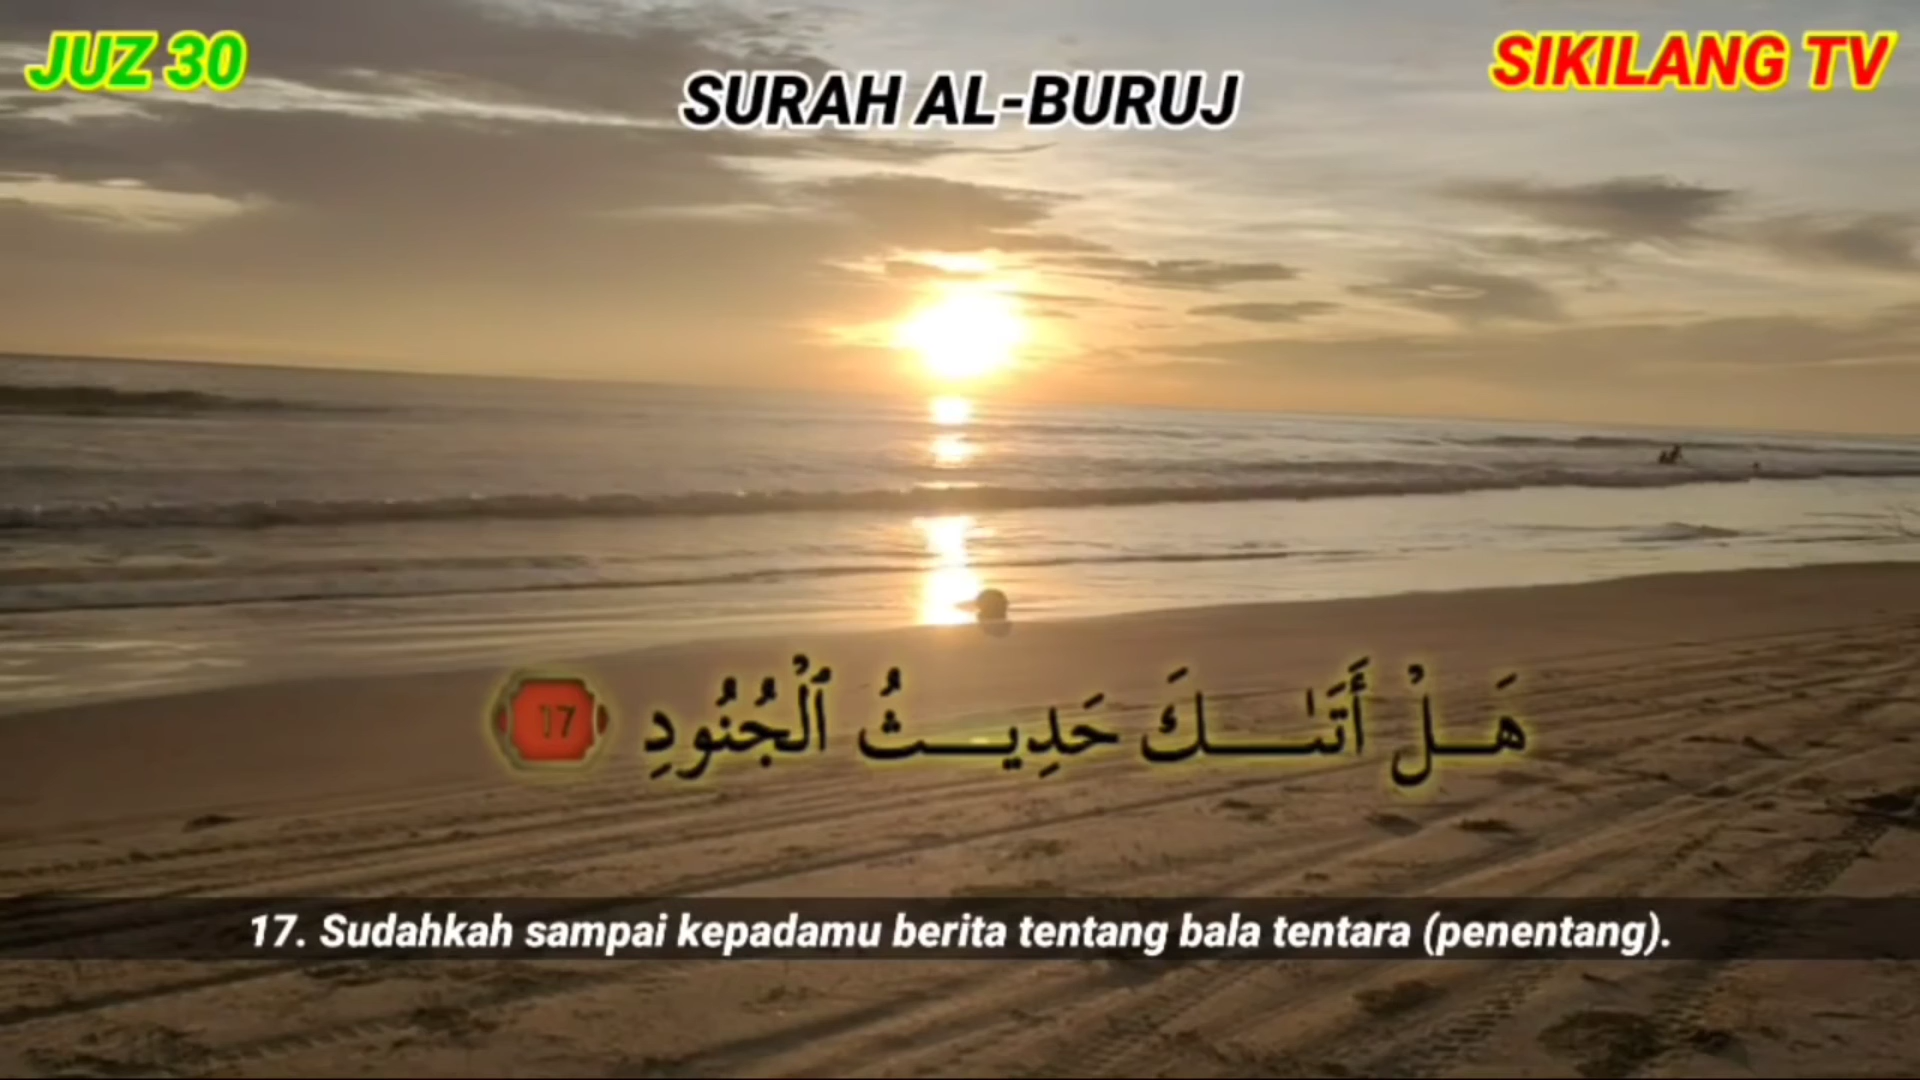 JUZ 30
SIKILANG TV
SURAH AL-BURUJ
هَلْ أَتَىٰكَ حَدِيثُ ٱلْجُنُودِ 17
17. Sudahkah sampai kepadamu berita tentang bala tentara (penentang).